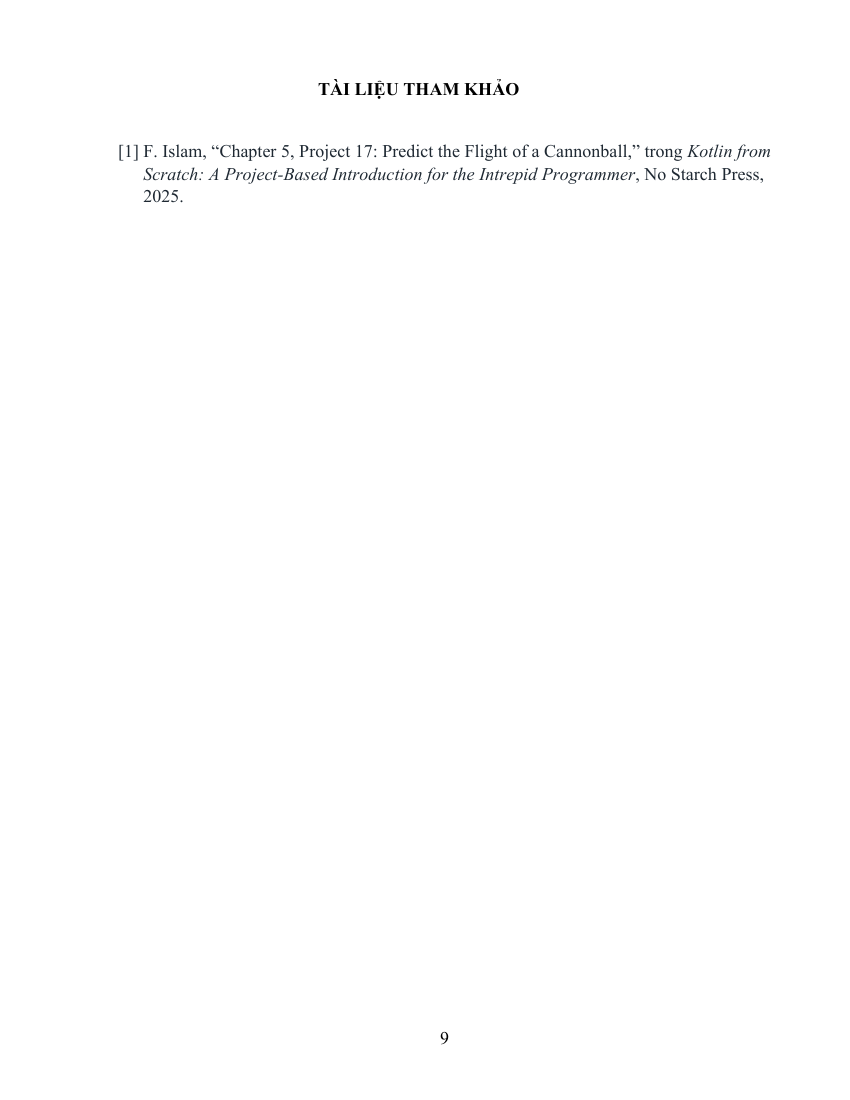 TÀI LIỆU THAM KHẢO
[1] F. Islam, “Chapter 5, Project 17: Predict the Flight of a Cannonball,” trong Kotlin from
Scratch: A Project-Based Introduction for the Intrepid Programmer, No Starch Press,
2025.
9